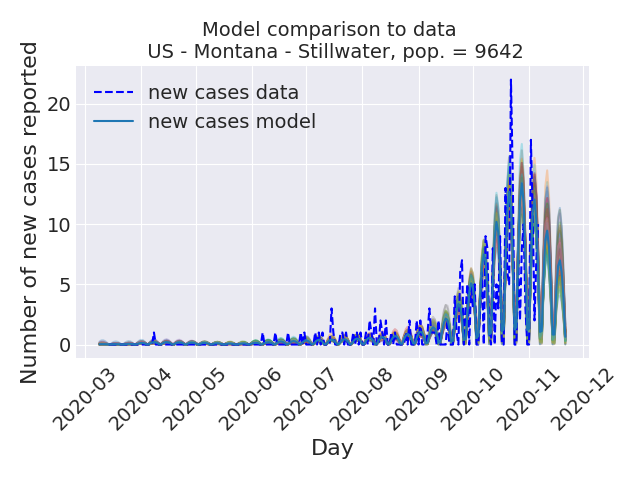 Model comparison to data
US - Montana - Stillwater, pop. = 9642
Number of new cases reported
new cases data
new cases model
20
15
10
5
0
2020-03
2020-04
2020-05
2020-06
2020-07
2020-08
2020-09
2020-10
2020-11
2020-12
Day